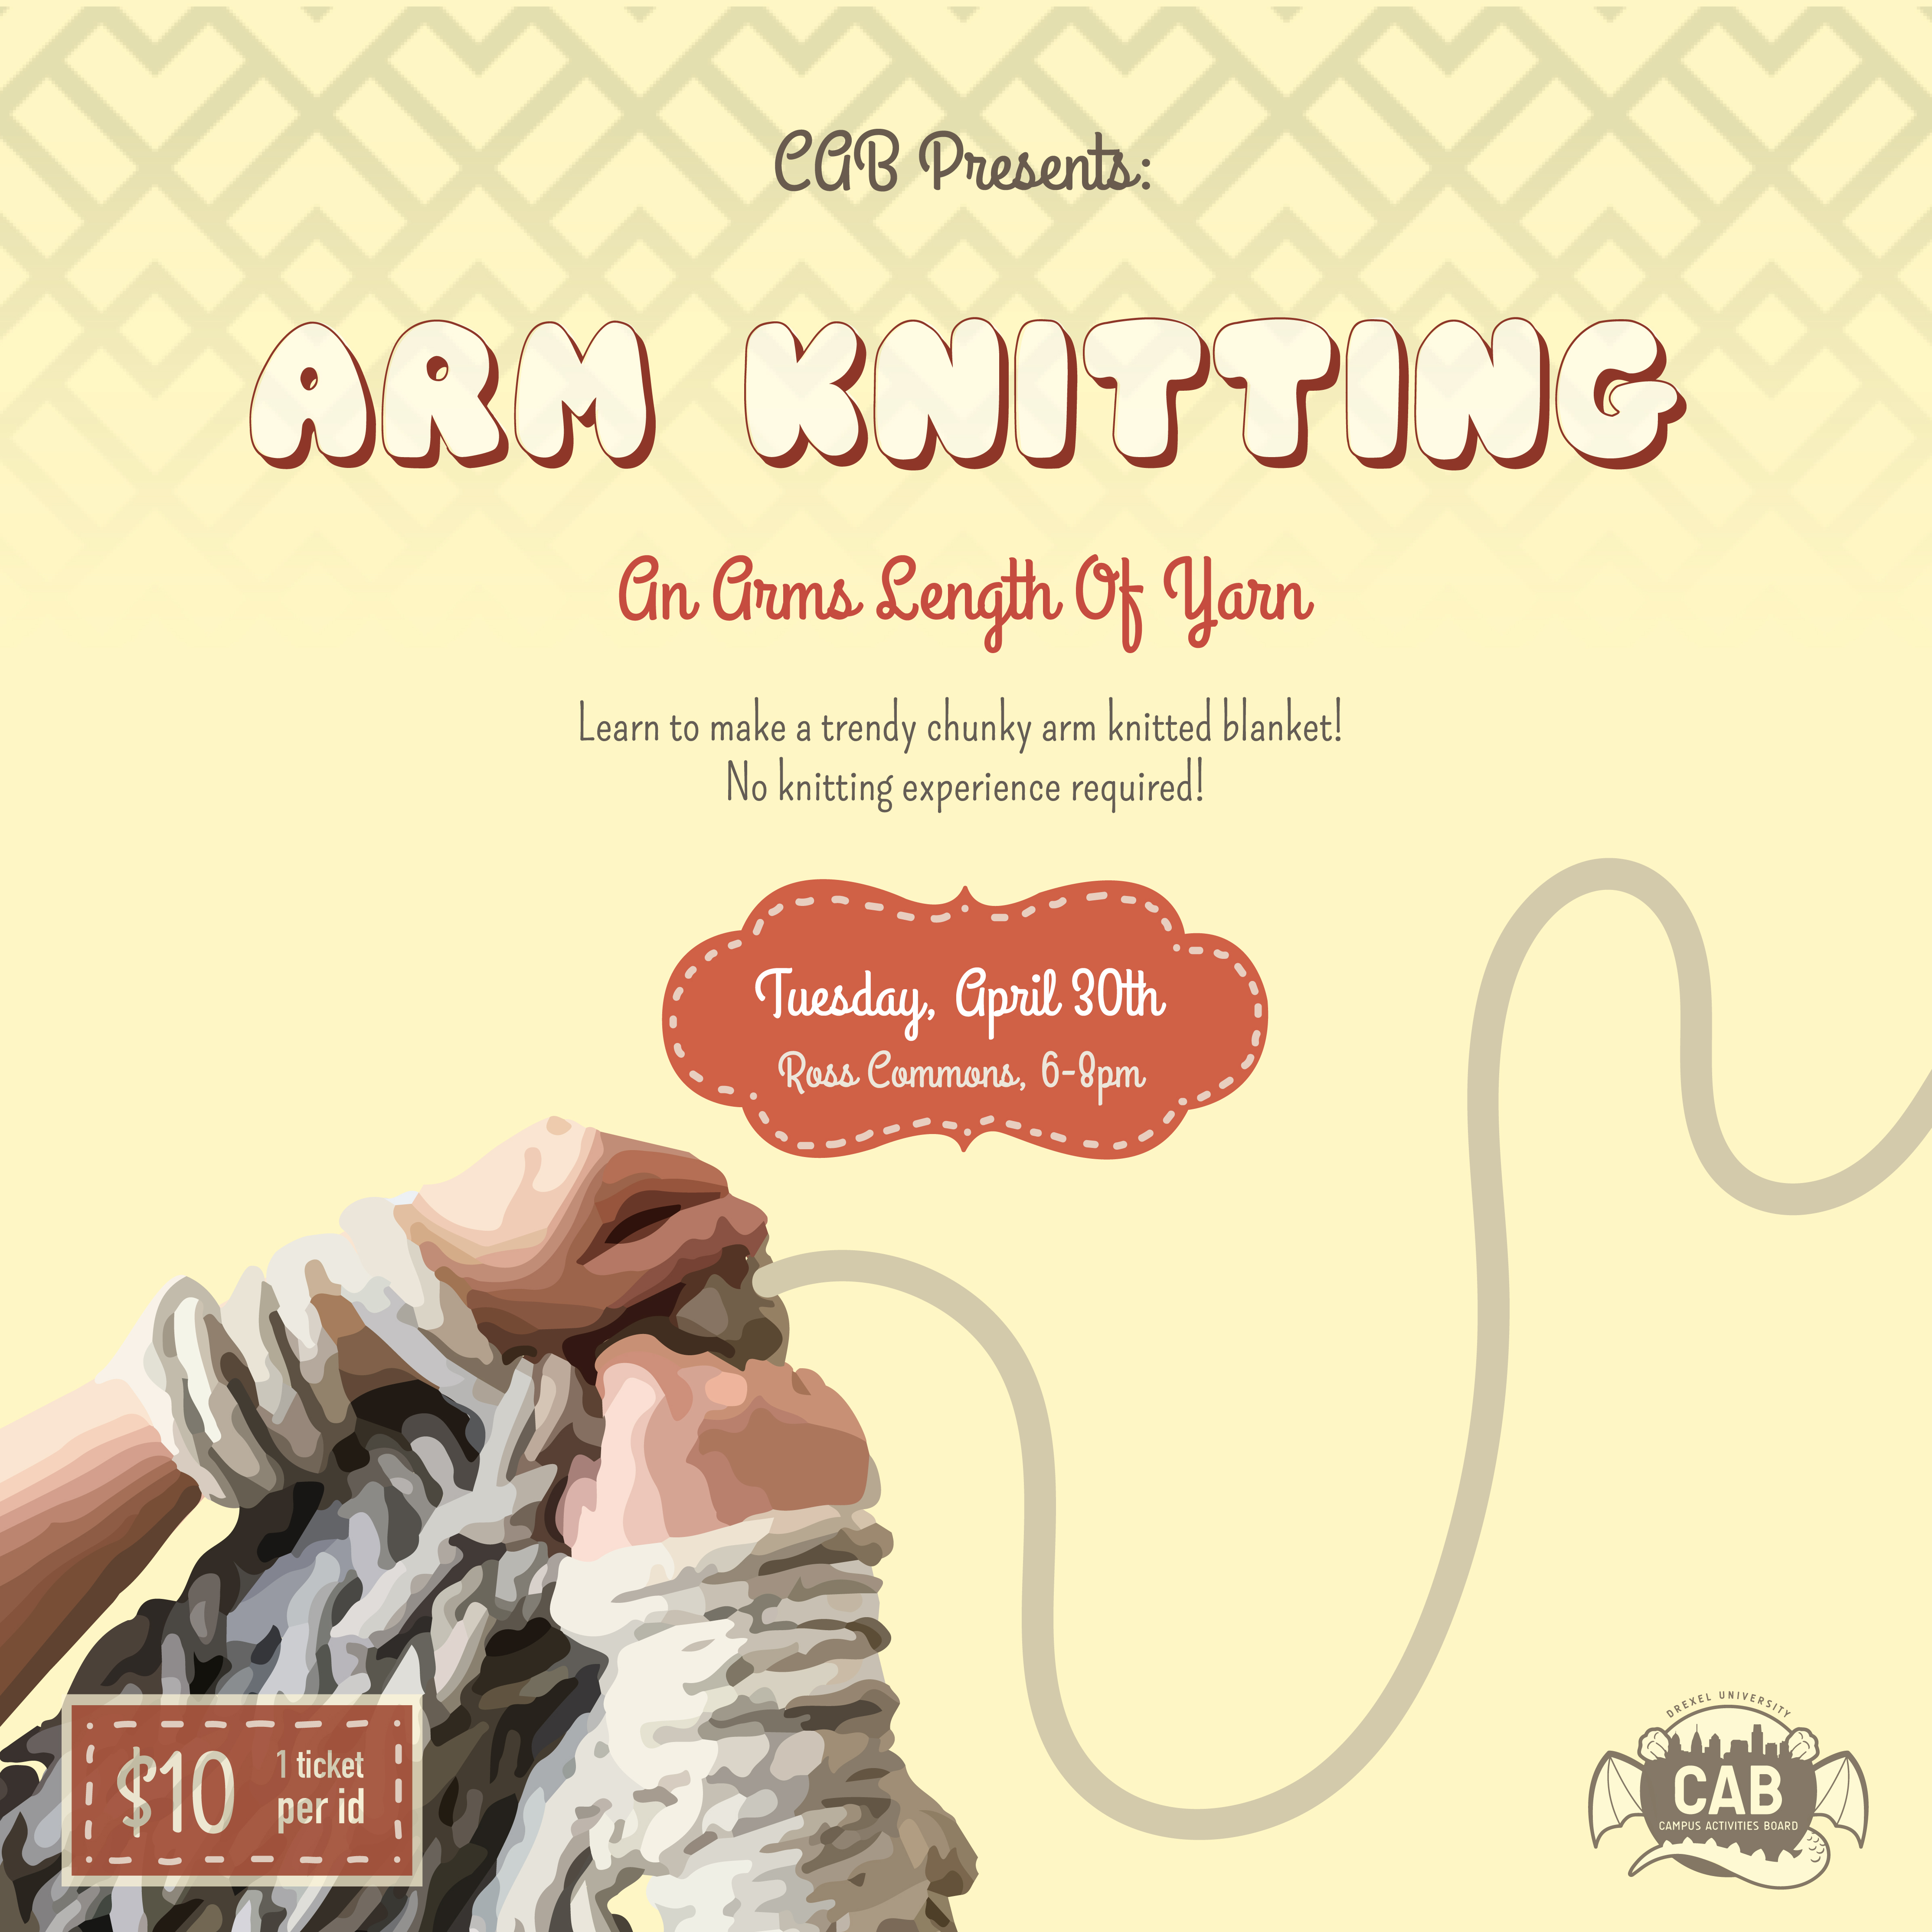 CAB Presents:
ARM KNITTING
An Arms Length Of Yarn
Learn to make a trendy chunky arm knitted blanket!
No knitting experience required!
Tuesday, April 30th
Ross Commons, 6-8pm
$10
1 ticket
per id
DREXEL UNIVERSITY
CAB
CAMPUS ACTIVITIES BOARD